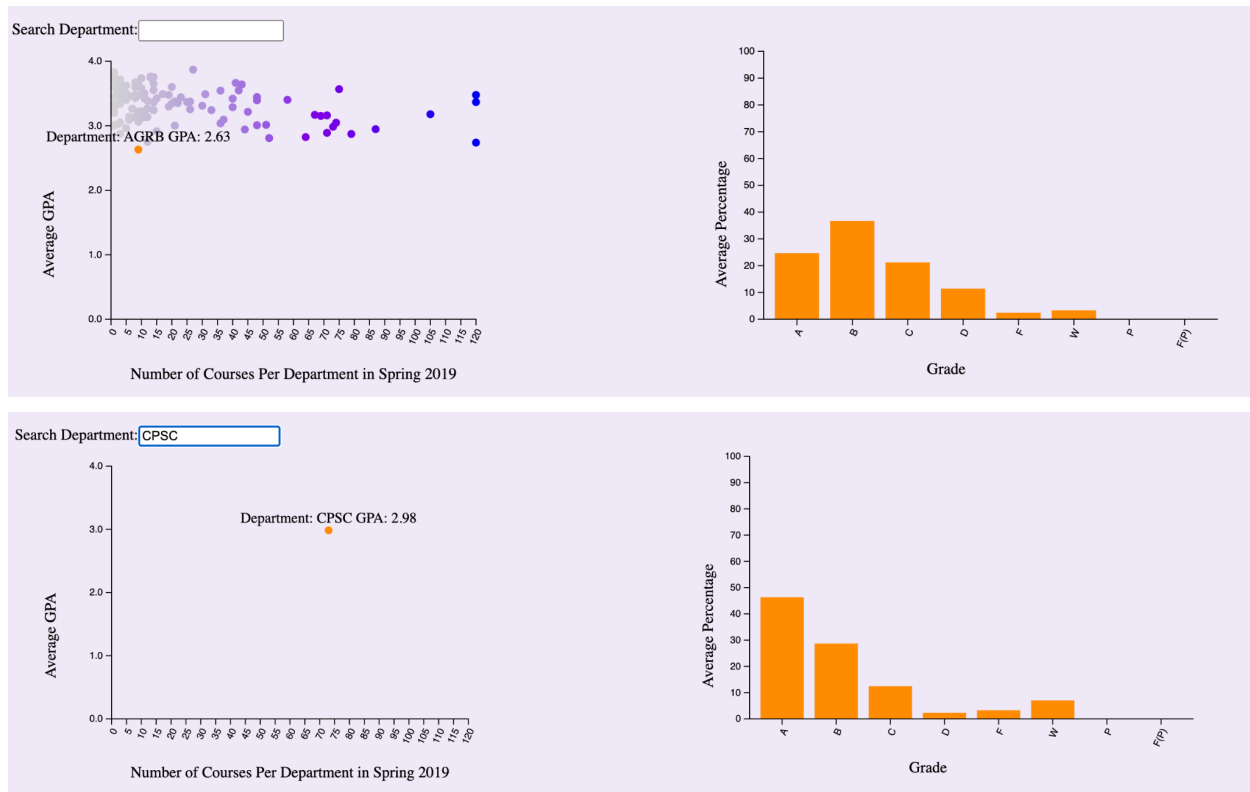 Search Department:
4.0
3.0
2.0
1.0
0.0
Department: AGRB GPA: 2.63
Average GPA
0 5 10 15 20 25 30 35 40 45 50 55 60 65 70 75 80 85 90 95 100 105 110 115 120
Number of Courses Per Department in Spring 2019
100
90
80
70
60
50
40
30
20
10
0
Average Percentage
A B C D F W P F(P)
Grade
Search Department: CPSC
4.0
3.0
2.0
1.0
0.0
Department: CPSC GPA: 2.98
Average GPA
0 5 10 15 20 25 30 35 40 45 50 55 60 65 70 75 80 85 90 95 100 105 110 115 120
Number of Courses Per Department in Spring 2019
100
90
80
70
60
50
40
30
20
10
0
Average Percentage
A B C D F W P F(P)
Grade